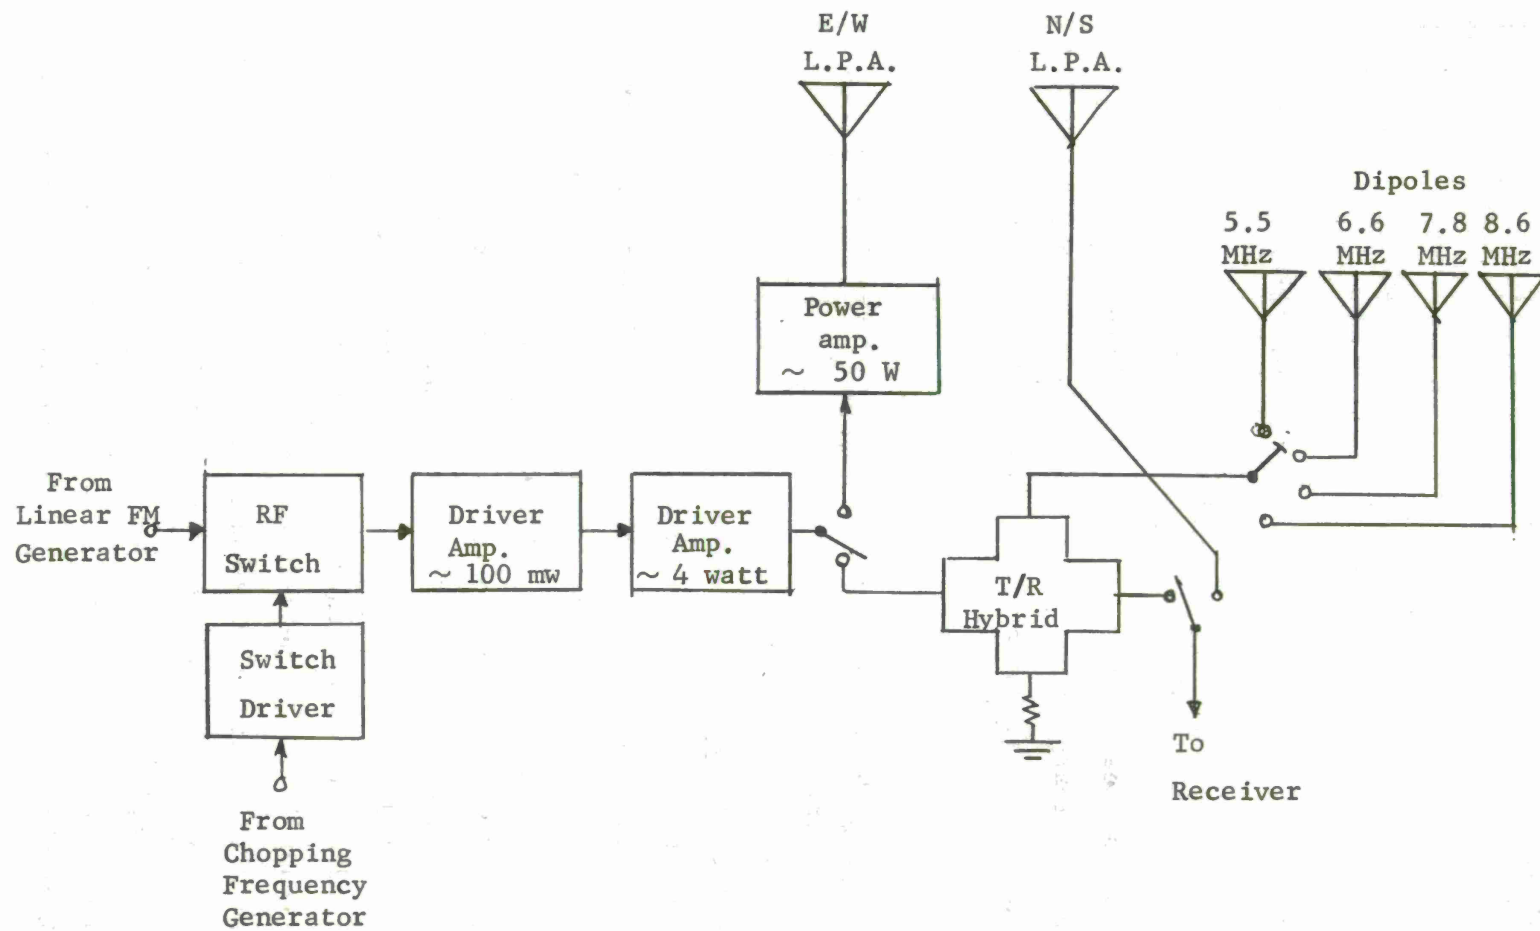 E/W
L.P.A.
N/S
L.P.A.
Dipoles
5.5
MHz
6.6
MHz
7.8
MHz
8.6
MHz
Power
amp.
~ 50 W
From
Linear FM
Generator
RF
Switch
Driver
Amp.
~ 100 mw
Driver
Amp.
~ 4 watt
T/R
Hybrid
Switch
Driver
To
Receiver
From
Chopping
Frequency
Generator